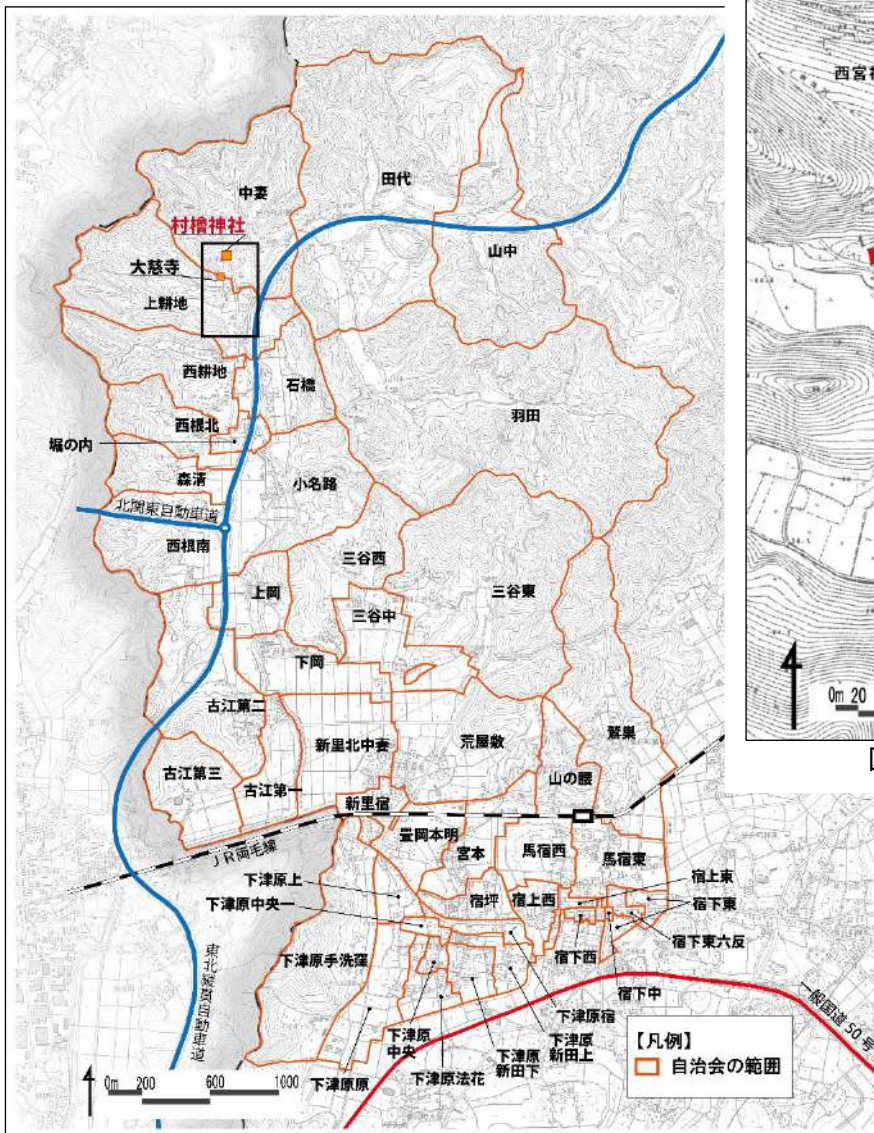 西宮神
田代
中妻
村檜神社
山中
大慈寺
上耕地
西耕地
石橋
羽田
西根北
堀の内
森清
小名路
北関東自動車道
西根南
三谷西
上岡
三谷東
三谷中
下岡
古江第二
新里北中妻
荒屋敷
鷲巣
古江第三
山の腰
古江第一
新里宿
畳岡本明
JR両毛線
宮本
馬宿西
馬宿東
下津原上
宿上東
下津原中央一
宿坪
宿上西
宿下東
下津原手洗窪
宿下西
宿下東六反
東北縦貫自動車道
宿下中
下津原宿
一般国道50号
下津原
中央
下津原
新田上
下津原
新田下
下津原原
下津原法花
【凡例】
自治会の範囲
0m 200 600 1000
0m 20